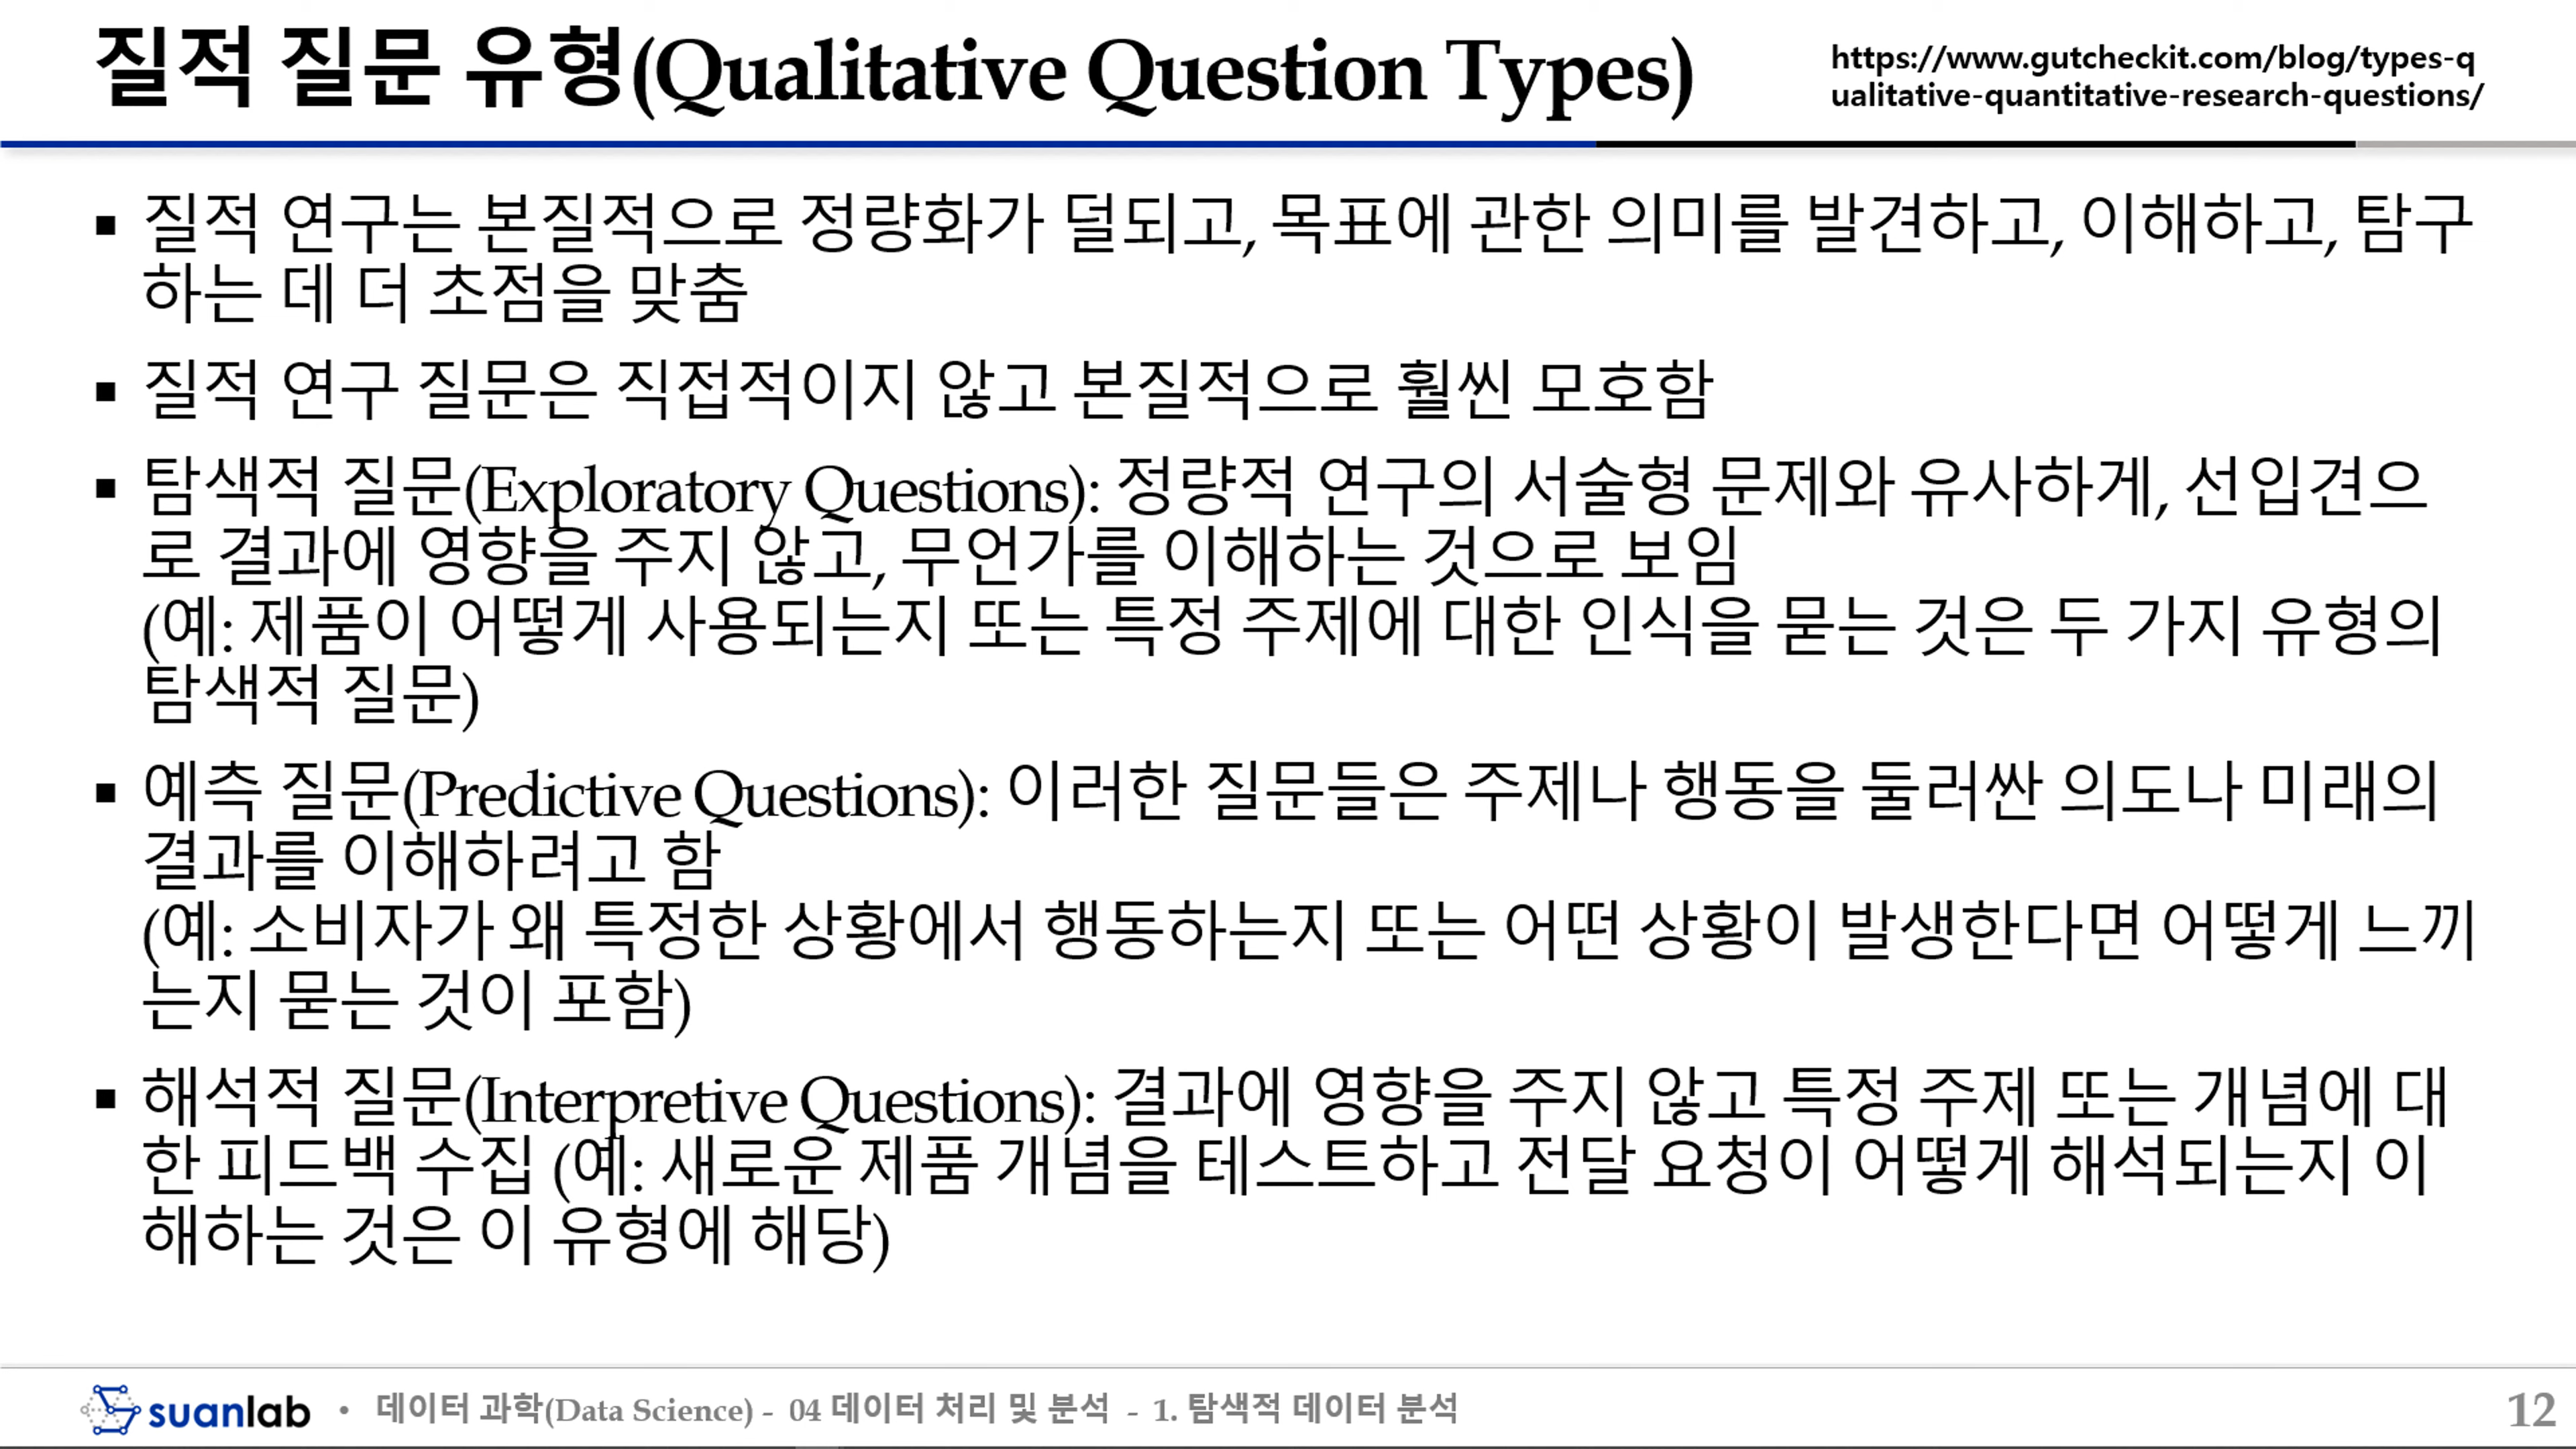 질적 질문 유형(Qualitative Question Types)
https://www.gutcheckit.com/blog/types-q
ualitative-quantitative-research-questions/
▪ 질적 연구는 본질적으로 정량화가 덜되고, 목표에 관한 의미를 발견하고, 이해하고, 탐구
하는 데 더 초점을 맞춤
▪ 질적 연구 질문은 직접적이지 않고 본질적으로 훨씬 모호함
▪ 탐색적 질문(Exploratory Questions): 정량적 연구의 서술형 문제와 유사하게, 선입견으
로 결과에 영향을 주지 않고, 무언가를 이해하는 것으로 보임
(예: 제품이 어떻게 사용되는지 또는 특정 주제에 대한 인식을 묻는 것은 두 가지 유형의
탐색적 질문)
▪ 예측 질문(Predictive Questions): 이러한 질문들은 주제나 행동을 둘러싼 의도나 미래의
결과를 이해하려고 함
(예: 소비자가 왜 특정한 상황에서 행동하는지 또는 어떤 상황이 발생한다면 어떻게 느끼
는지 묻는 것이 포함)
▪ 해석적 질문(Interpretive Questions): 결과에 영향을 주지 않고 특정 주제 또는 개념에 대
한 피드백 수집 (예: 새로운 제품 개념을 테스트하고 전달 요청이 어떻게 해석되는지 이
해하는 것은 이 유형에 해당)
suanlab • 데이터 과학(Data Science) - 04 데이터 처리 및 분석 - 1. 탐색적 데이터 분석
12